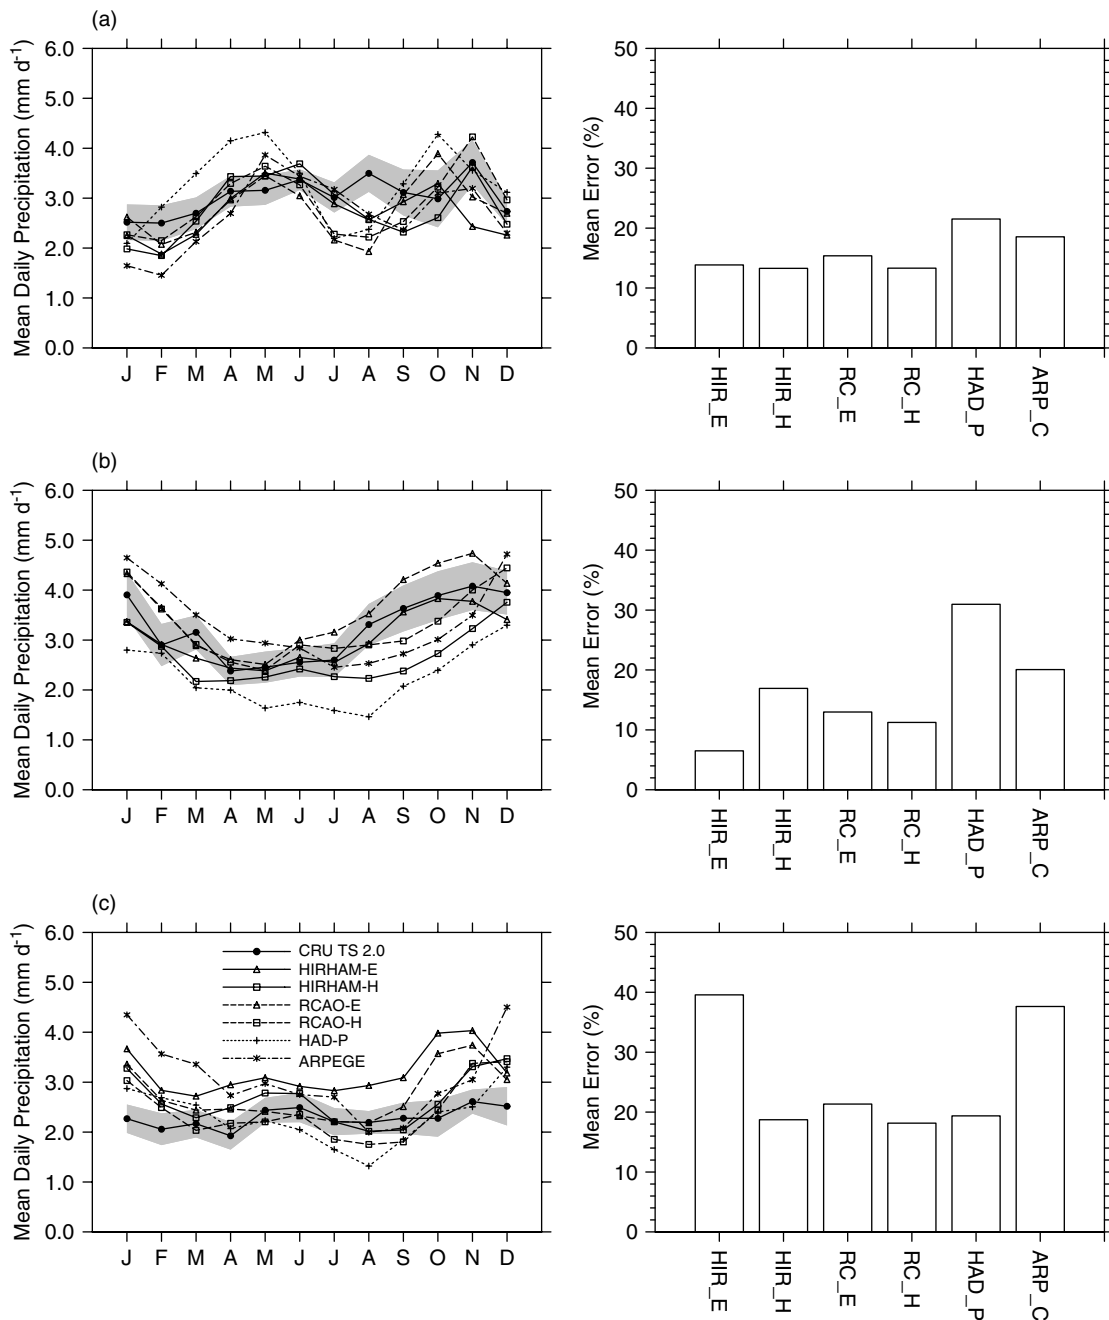 (a)
Mean Daily Precipitation (mm d-1)
6.0
5.0
4.0
3.0
2.0
1.0
0.0
J F M A M J J A S O N D
Mean Error (%)
50
40
30
20
10
0
HIR_E HIR_H RC_E RC_H HAD_P ARP_C
(b)
Mean Daily Precipitation (mm d-1)
6.0
5.0
4.0
3.0
2.0
1.0
0.0
J F M A M J J A S O N D
Mean Error (%)
50
40
30
20
10
0
HIR_E HIR_H RC_E RC_H HAD_P ARP_C
(c)
Mean Daily Precipitation (mm d-1)
6.0
5.0
4.0
3.0
2.0
1.0
0.0
CRU TS 2.0
HIRHAM-E
HIRHAM-H
RCAO-E
RCAO-H
HAD-P
ARPEGE
J F M A M J J A S O N D
Mean Error (%)
50
40
30
20
10
0
HIR_E HIR_H RC_E RC_H HAD_P ARP_C